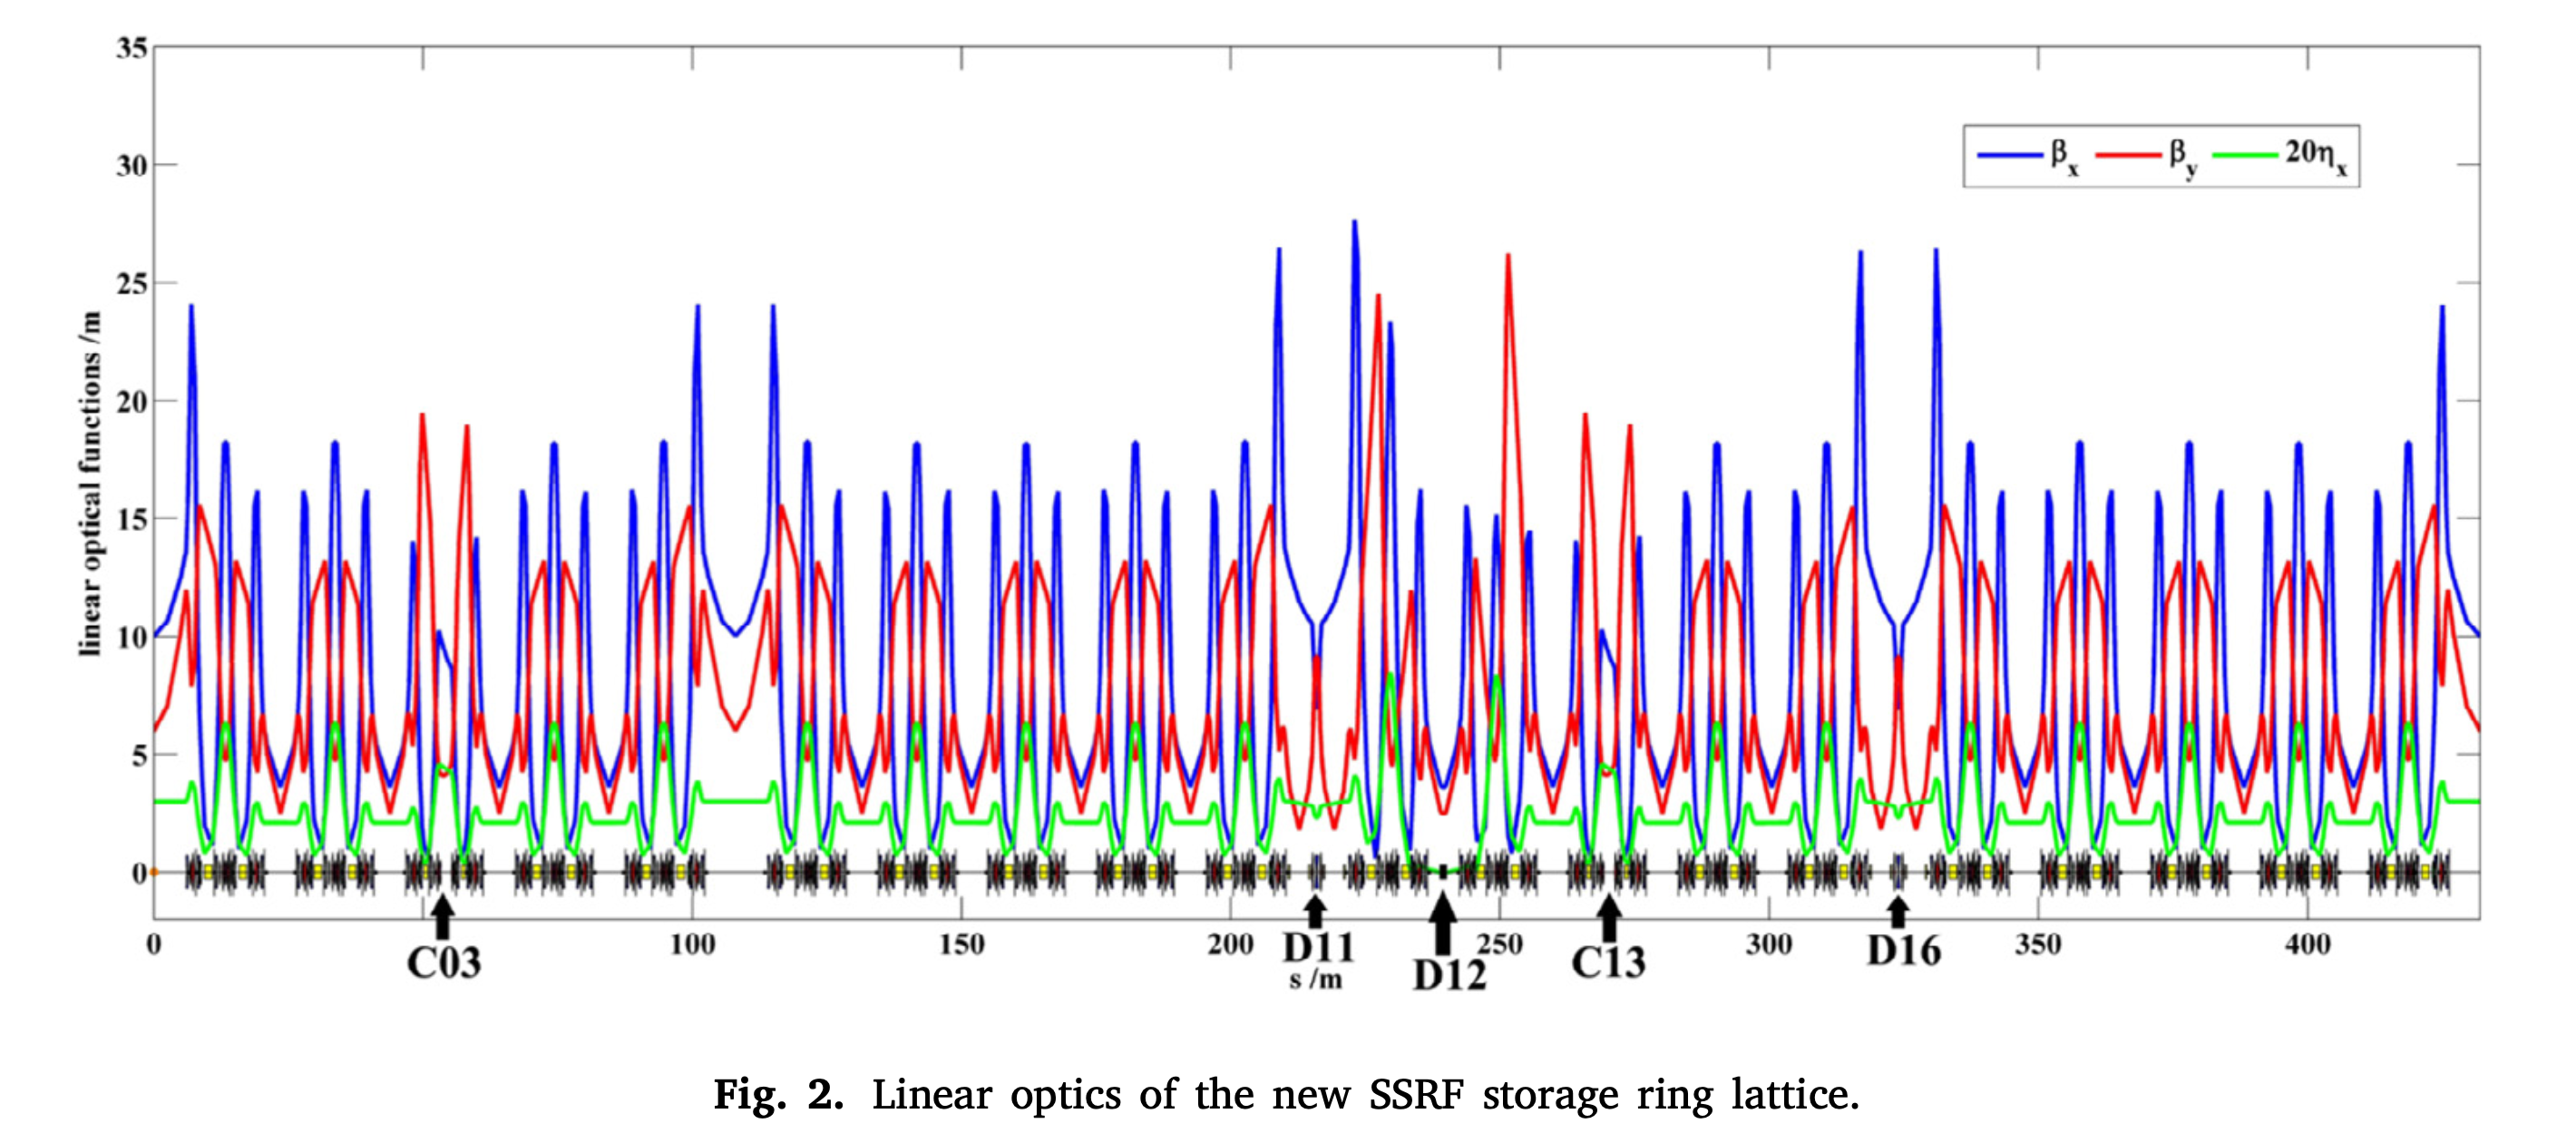 35
30
25
20
15
10
5
0
linear optical functions /m
βx βy 20ηx
0 100 150 200 250 300 350 400
C03 D11 D12 C13 D16
s /m
Fig. 2. Linear optics of the new SSRF storage ring lattice.